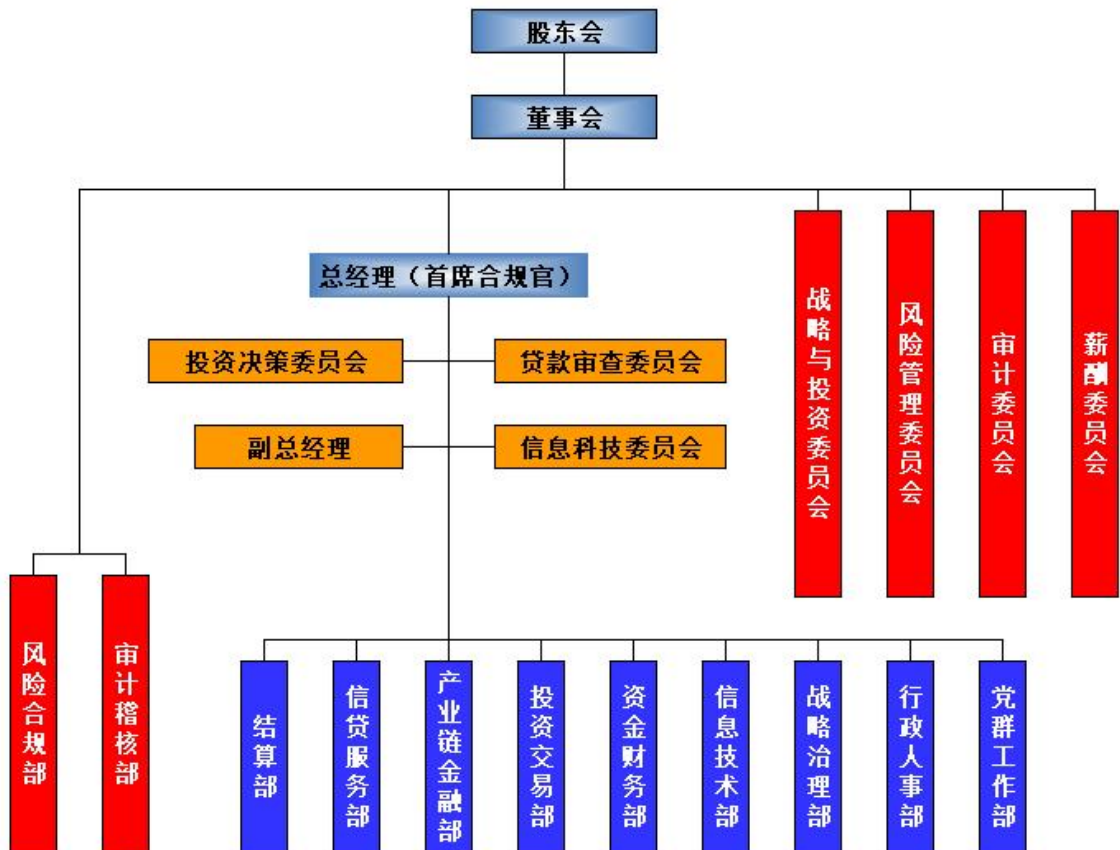 股东会
董事会
总经理（首席合规官）
投资决策委员会
贷款审查委员会
副总经理
信息科技委员会
战略与投资委员会
风险管理委员会
审计委员会
薪酬委员会
风险合规部
审计稽核部
结算部
信贷服务部
产业链金融部
投资交易部
资金财务部
信息技术部
战略治理部
行政人事部
党群工作部